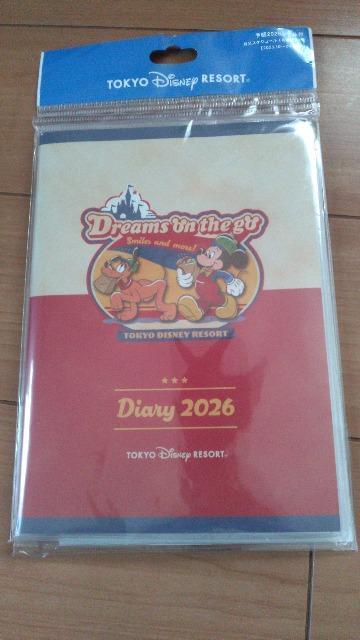 TOKYO Disney RESORT
Dreams on the go
Smiles and more!
TOKYO DISNEY RESORT
Diary 2026
TOKYO Disney RESORT